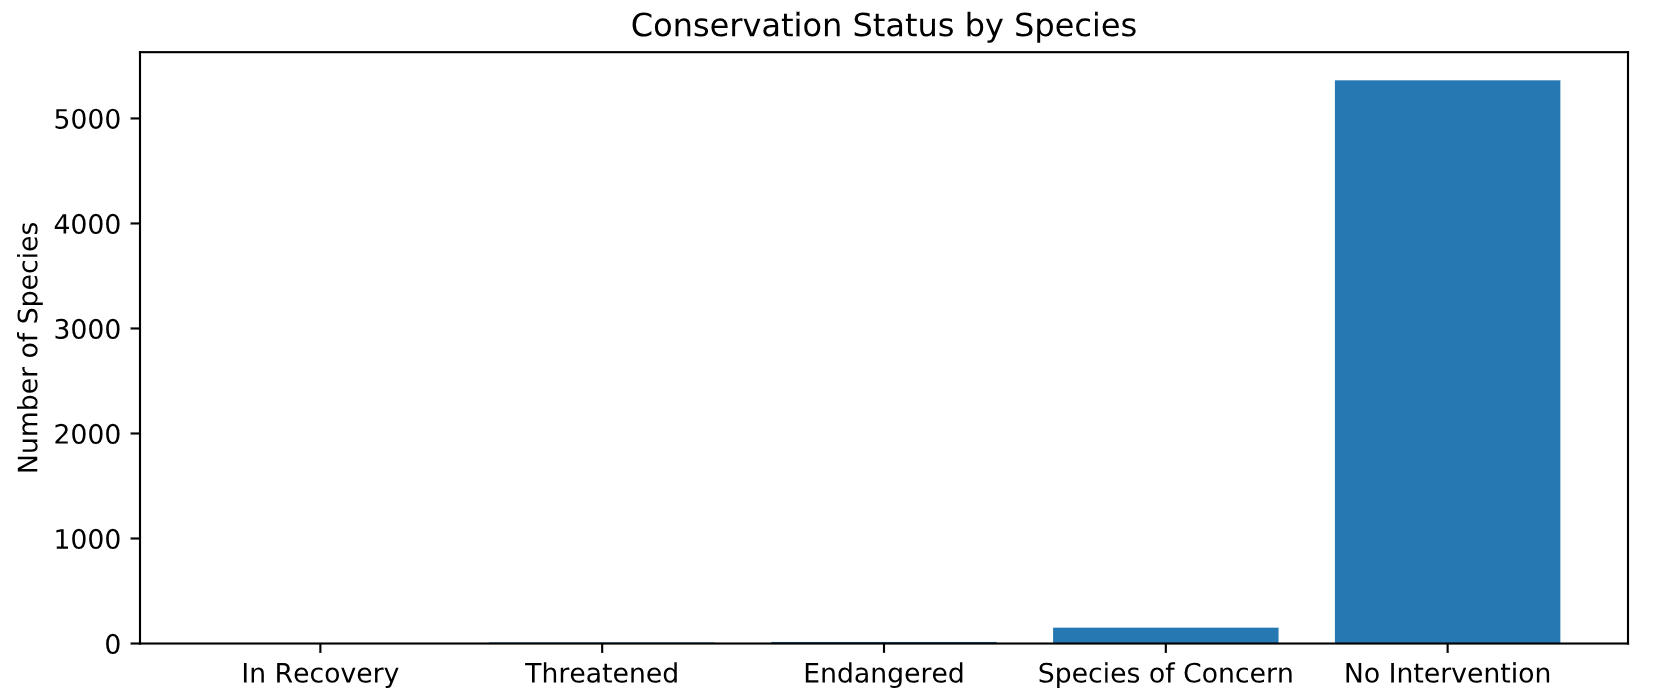 Conservation Status by Species
Number of Species
5000
4000
3000
2000
1000
0
In Recovery
Threatened
Endangered
Species of Concern
No Intervention